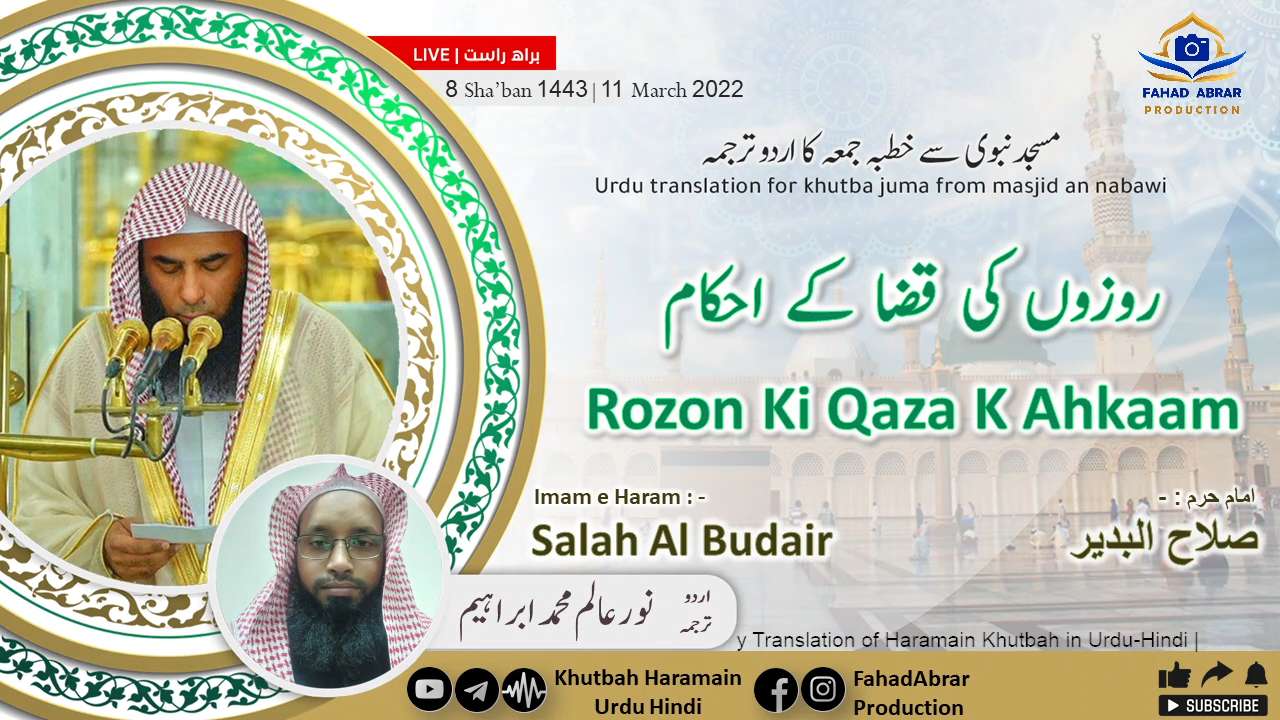 LIVE | براہ راست
8 Sha'ban 1443 | 11 March 2022
FAHAD ABRAR
PRODUCTION
مسجد نبوی سے خطبہ جمعہ کا اردو ترجمہ
Urdu translation for khutba juma from masjid an nabawi
روزوں کی قضا کے احکام
Rozon Ki Qaza K Ahkaam
Imam e Haram : -
امام حرم : -
Salah Al Budair
صلاح البدير
اردو ترجمہ
نور عالم محمد ابراہیم
y Translation of Haramain Khutbah in Urdu-Hindi |
Khutbah Haramain
Urdu Hindi
FahadAbrar
Production
SUBSCRIBE